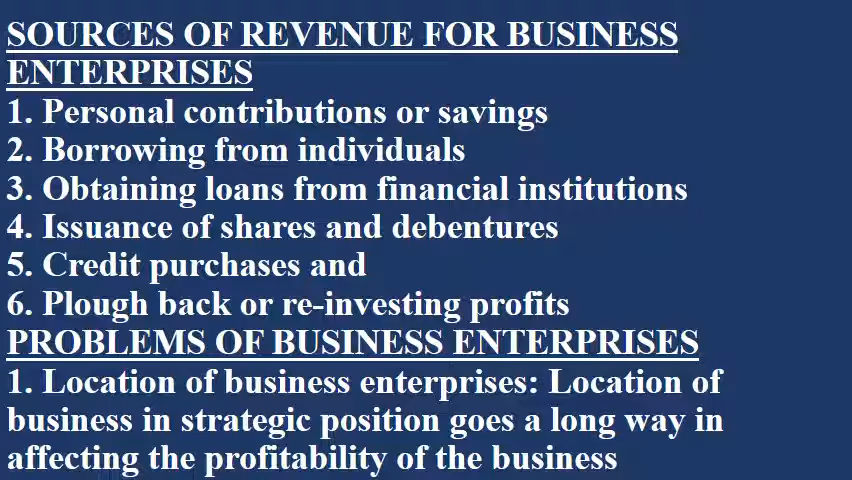 SOURCES OF REVENUE FOR BUSINESS
ENTERPRISES
1. Personal contributions or savings
2. Borrowing from individuals
3. Obtaining loans from financial institutions
4. Issuance of shares and debentures
5. Credit purchases and
6. Plough back or re-investing profits
PROBLEMS OF BUSINESS ENTERPRISES
1. Location of business enterprises: Location of
business in strategic position goes a long way in
affecting the profitability of the business